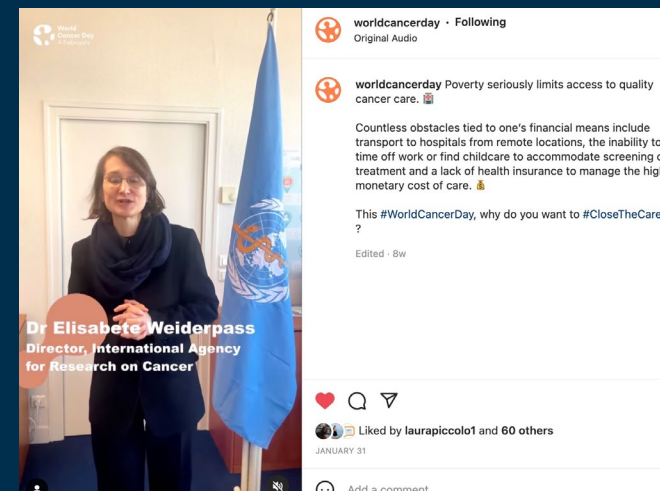 World
Cancer Day
4 February
Dr Elisabete Weiderpass
Director, International Agency
for Research on Cancer
worldcancerday • Following
Original Audio
worldcancerday Poverty seriously limits access to quality
cancer care.
Countless obstacles tied to one's financial means include
transport to hospitals from remote locations, the inability to
time off work or find childcare to accommodate screening
treatment and a lack of health insurance to manage the
monetary cost of care.
This #WorldCancerDay, why do you want to
?
Edited · 8w
Liked by laurapiccolo1 and 60 others
JANUARY 31
Add a comment